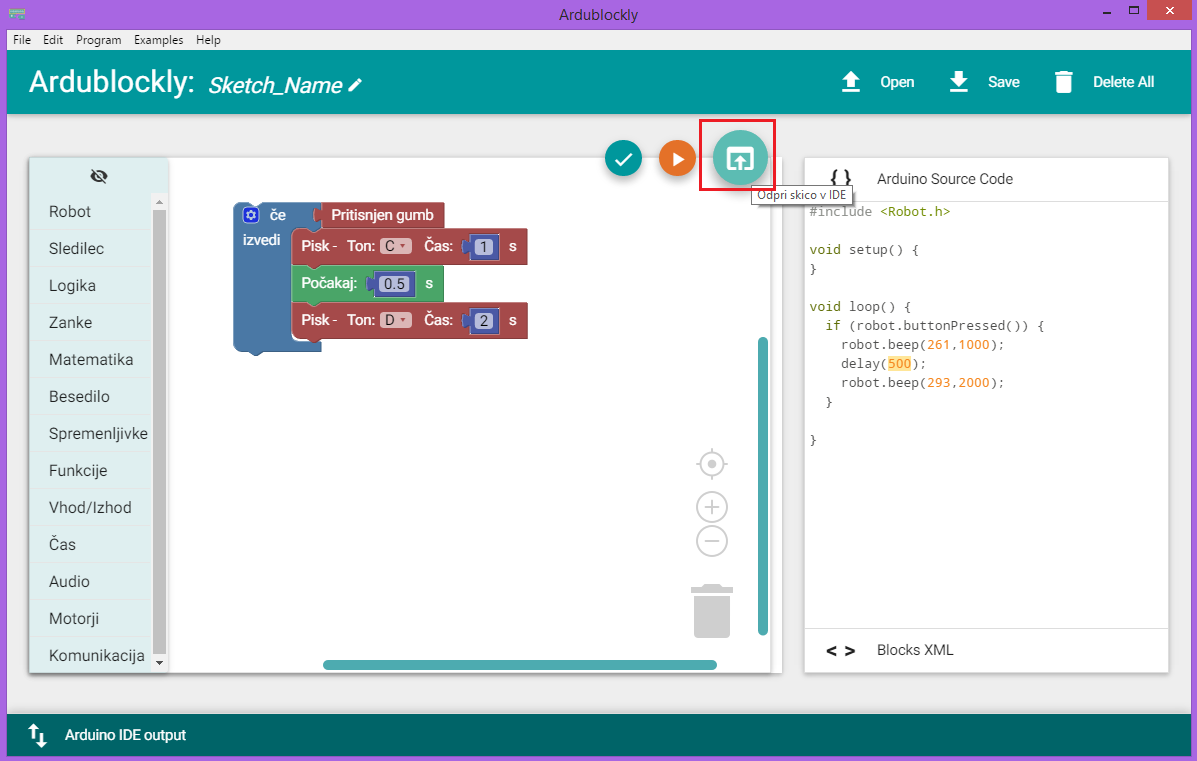 Ardublockly
File Edit Program Examples Help
Ardublockly: Sketch_Name
Open Save Delete All
Odpri skico v IDE
Robot
Sledilec
Logika
Zanke
Matematika
Besedilo
Spremenljivke
Funkcije
Vhod/Izhod
Čas
Audio
Motorji
Komunikacija
če Pritisnjen gumb
izvedi Pisk - Ton: C Čas: 1 s
Počakaj: 0.5 s
Pisk - Ton: D Čas: 2 s
{ } Arduino Source Code
#include <Robot.h>
void setup() {
}
void loop() {
if (robot.buttonPressed()) {
robot.beep(261,1000);
delay(500);
robot.beep(293,2000);
}
}
< > Blocks XML
Arduino IDE output